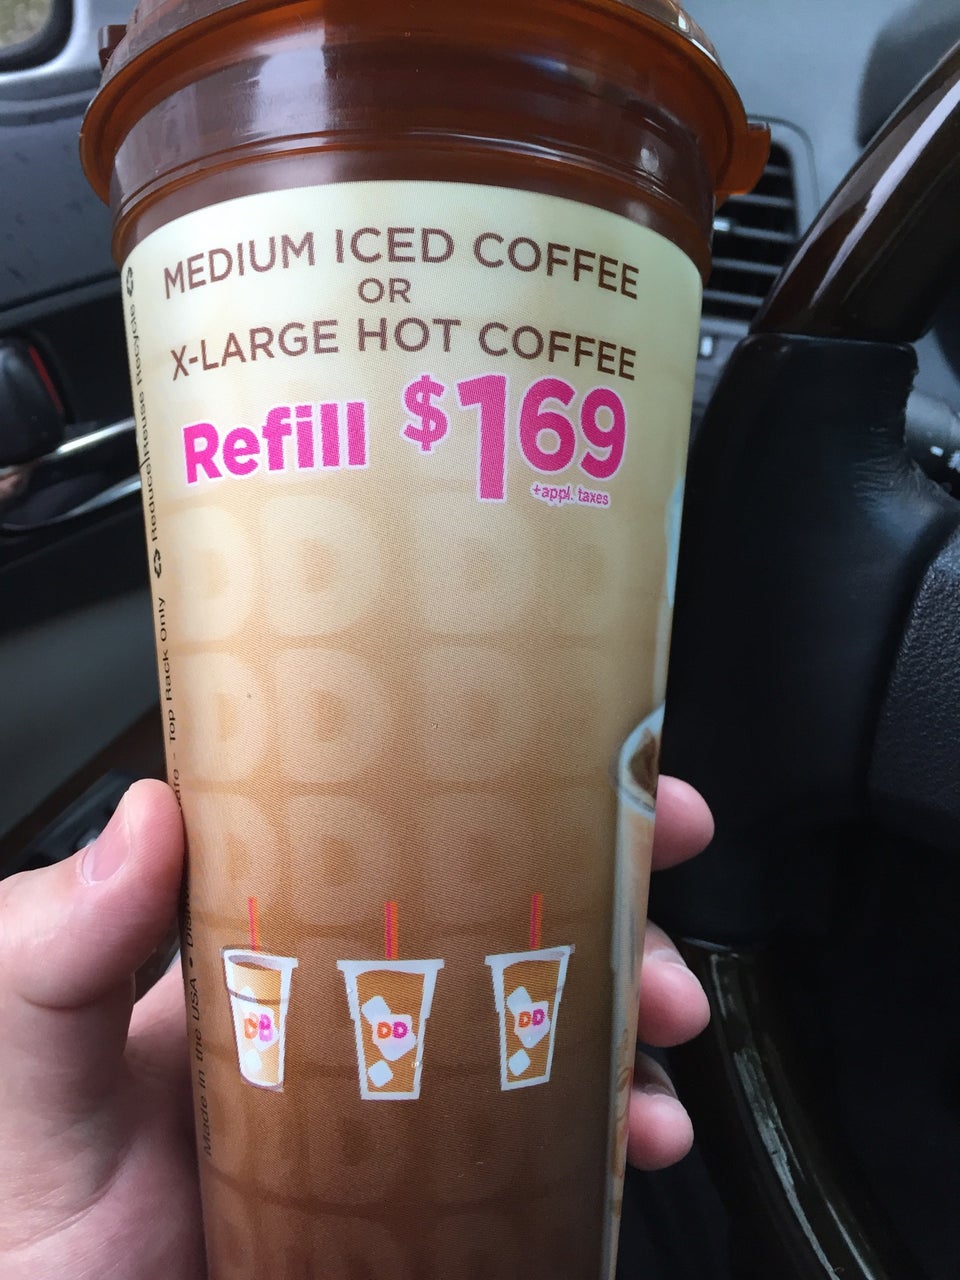 MEDIUM ICED COFFEE
OR
X-LARGE HOT COFFEE
Refill $169
+appl. taxes
Made in the USA • Dish
- Top Rack Only
Reduce Reuse Recycle
DD
DD
DD